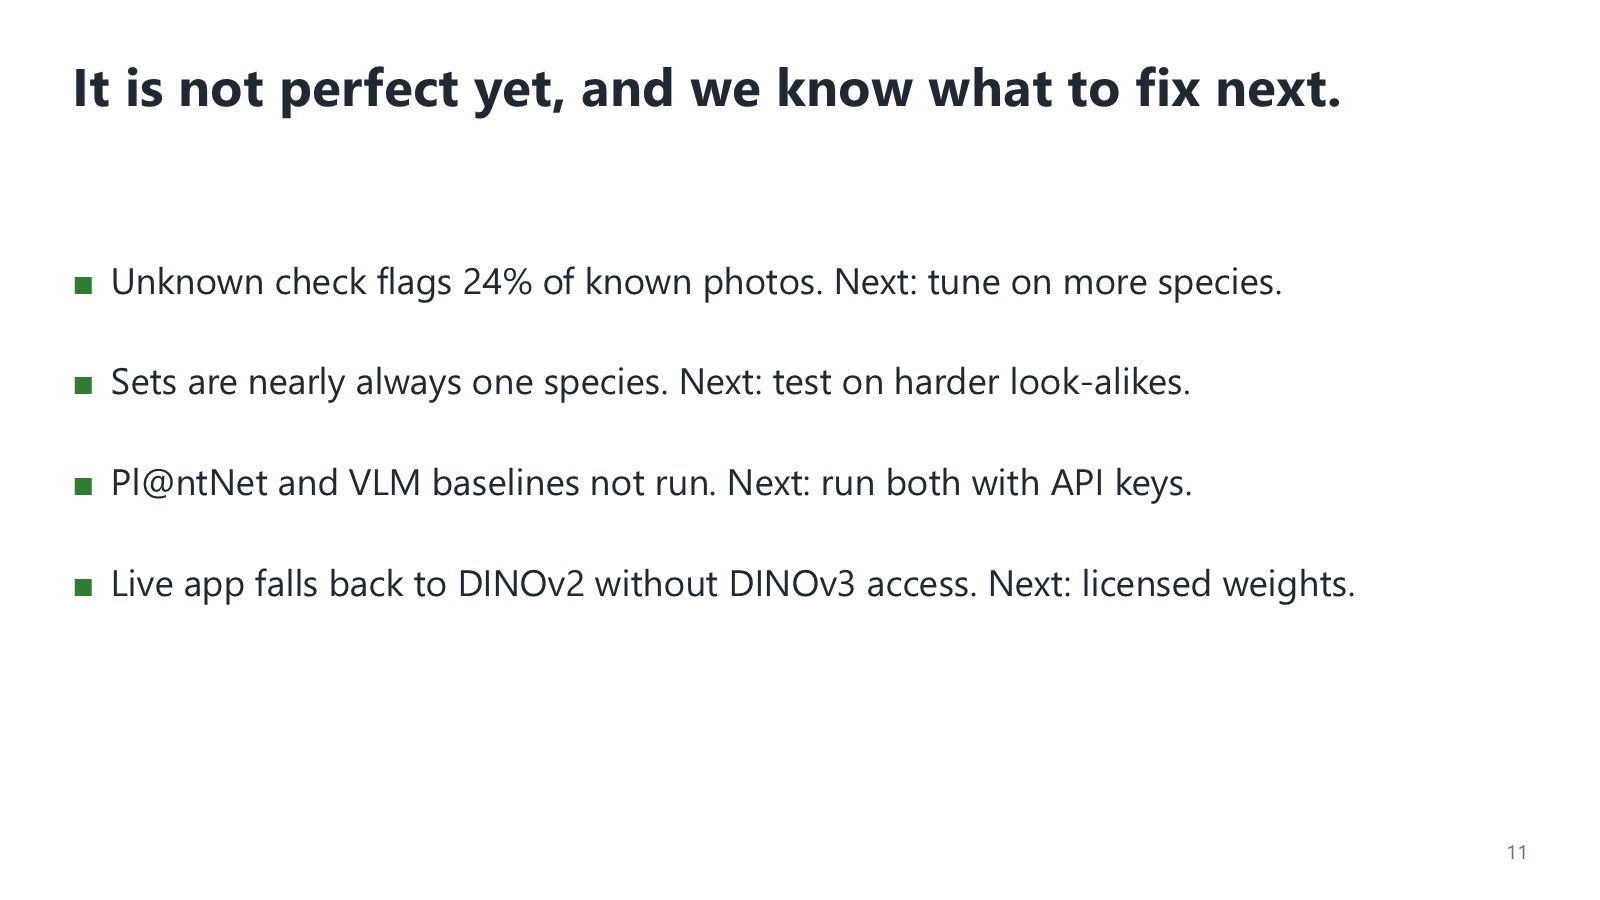 It is not perfect yet, and we know what to fix next.
■ Unknown check flags 24% of known photos. Next: tune on more species.
■ Sets are nearly always one species. Next: test on harder look-alikes.
■ Pl@ntNet and VLM baselines not run. Next: run both with API keys.
■ Live app falls back to DINOv2 without DINOv3 access. Next: licensed weights.
11